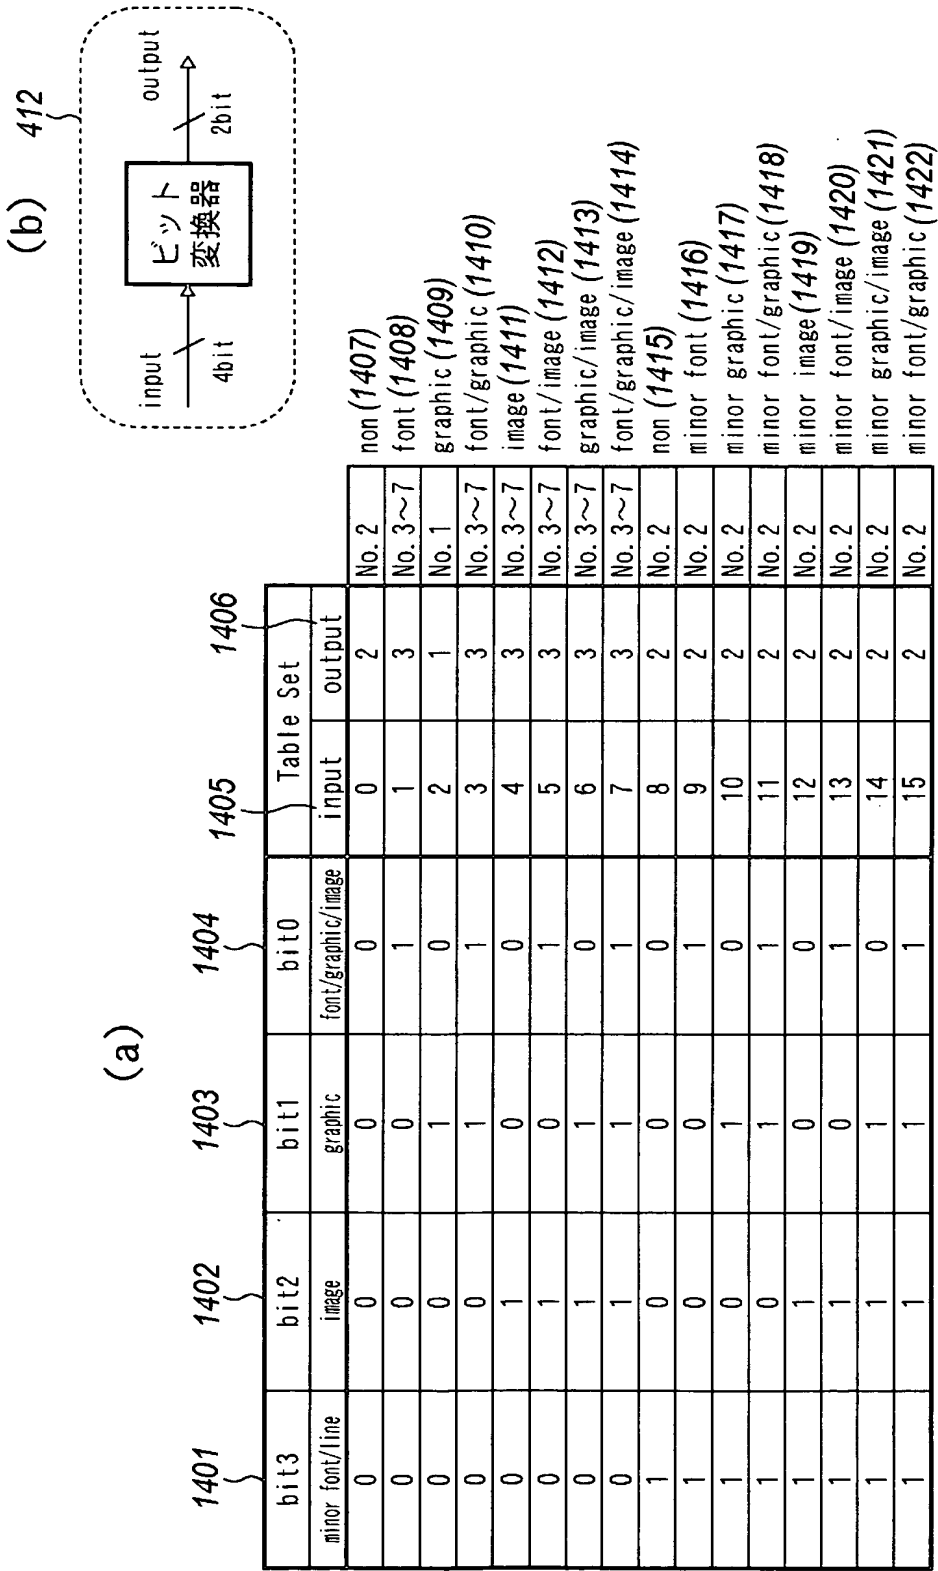 (a)
1401 1402 1403 1404 1405 1406
bit3 bit2 bit1 bit0 Table Set
minor font/line image graphic font/graphic/image input output
0 0 0 0 0 2 No. 2 non (1407)
0 0 0 1 1 3 No. 3〜7 font (1408)
0 0 1 0 2 1 No. 1 graphic (1409)
0 0 1 1 3 3 No. 3〜7 font/graphic (1410)
0 1 0 0 4 3 No. 3〜7 image (1411)
0 1 0 1 5 3 No. 3〜7 font/image (1412)
0 1 1 0 6 3 No. 3〜7 graphic/image (1413)
0 1 1 1 7 3 No. 3〜7 font/graphic/image (1414)
1 0 0 0 8 2 No. 2 non (1415)
1 0 0 1 9 2 No. 2 minor font (1416)
1 0 1 0 10 2 No. 2 minor graphic (1417)
1 0 1 1 11 2 No. 2 minor font/graphic (1418)
1 1 0 0 12 2 No. 2 minor image (1419)
1 1 0 1 13 2 No. 2 minor font/image (1420)
1 1 1 0 14 2 No. 2 minor graphic/image (1421)
1 1 1 1 15 2 No. 2 minor font/graphic (1422)
(b)
412
input
4bit
ビット
変換器
output
2bit